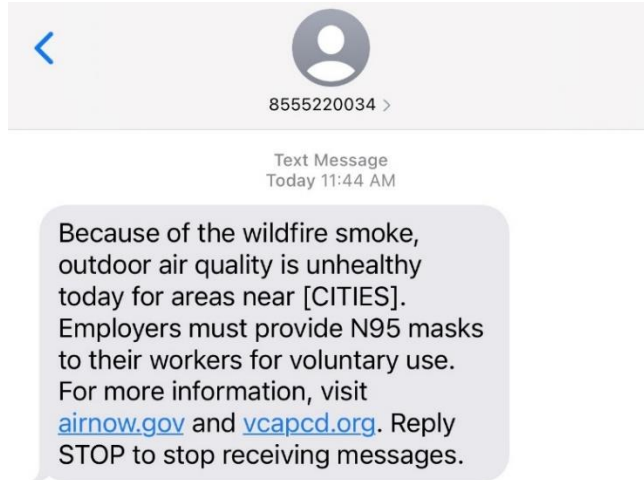 8555220034 >
Text Message
Today 11:44 AM
Because of the wildfire smoke,
outdoor air quality is unhealthy
today for areas near [CITIES].
Employers must provide N95 masks
to their workers for voluntary use.
For more information, visit
airnow.gov and vcapcd.org. Reply
STOP to stop receiving messages.